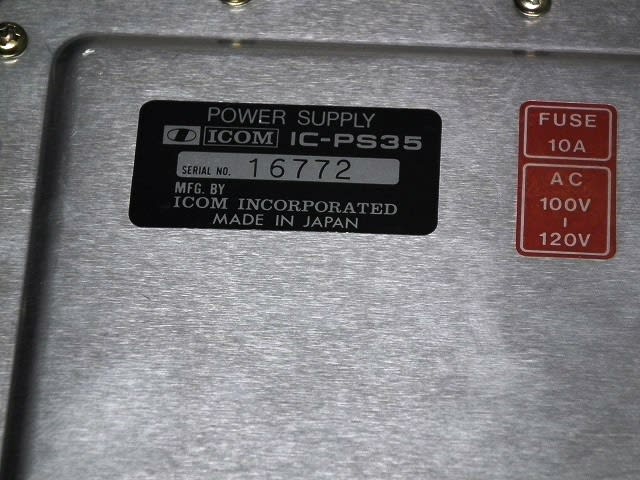 POWER SUPPLY
ICOM IC-PS35
SERIAL NO. 16772
MFG. BY
ICOM INCORPORATED
MADE IN JAPAN
FUSE
10A
AC
100V
-
120V